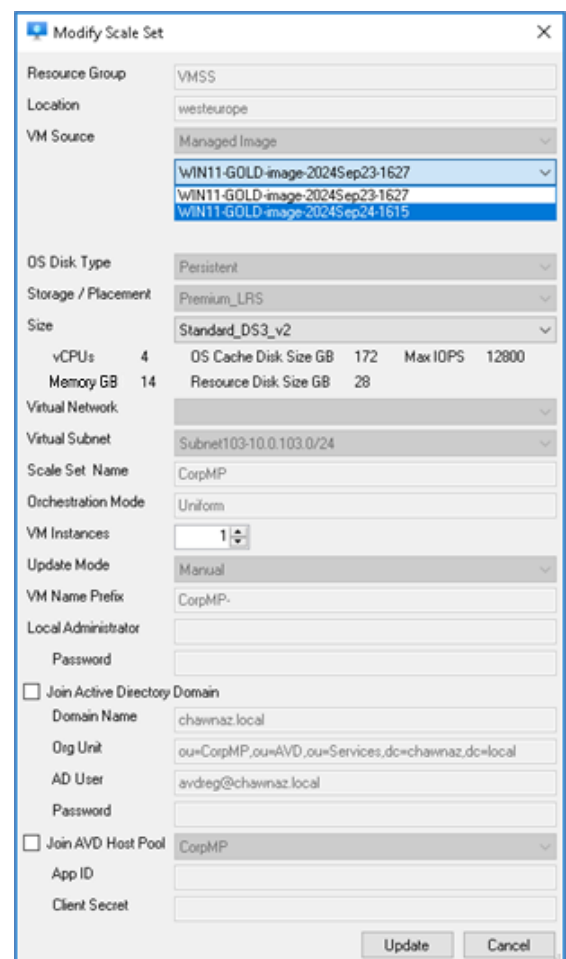 Modify Scale Set
Resource Group VMSS
Location westeurope
VM Source Managed Image
WIN11-GOLD-image-2024Sep23-1627
WIN11-GOLD-image-2024Sep23-1627
WIN11-GOLD-image-2024Sep24-1615
OS Disk Type Persistent
Storage / Placement Premium_LRS
Size Standard_DS3_v2
vCPUs 4 OS Cache Disk Size GB 172 Max IOPS 12800
Memory GB 14 Resource Disk Size GB 28
Virtual Network
Virtual Subnet Subnet103-10.0.103.0/24
Scale Set Name CorpMP
Orchestration Mode Uniform
VM Instances 1
Update Mode Manual
VM Name Prefix CorpMP-
Local Administrator
Password
Join Active Directory Domain
Domain Name chawnaz.local
Org Unit ou=CorpMP,ou=AVD,ou=Services,dc=chawnaz,dc=local
AD User avdreg@chawnaz.local
Password
Join AVD Host Pool CorpMP
App ID
Client Secret
Update Cancel